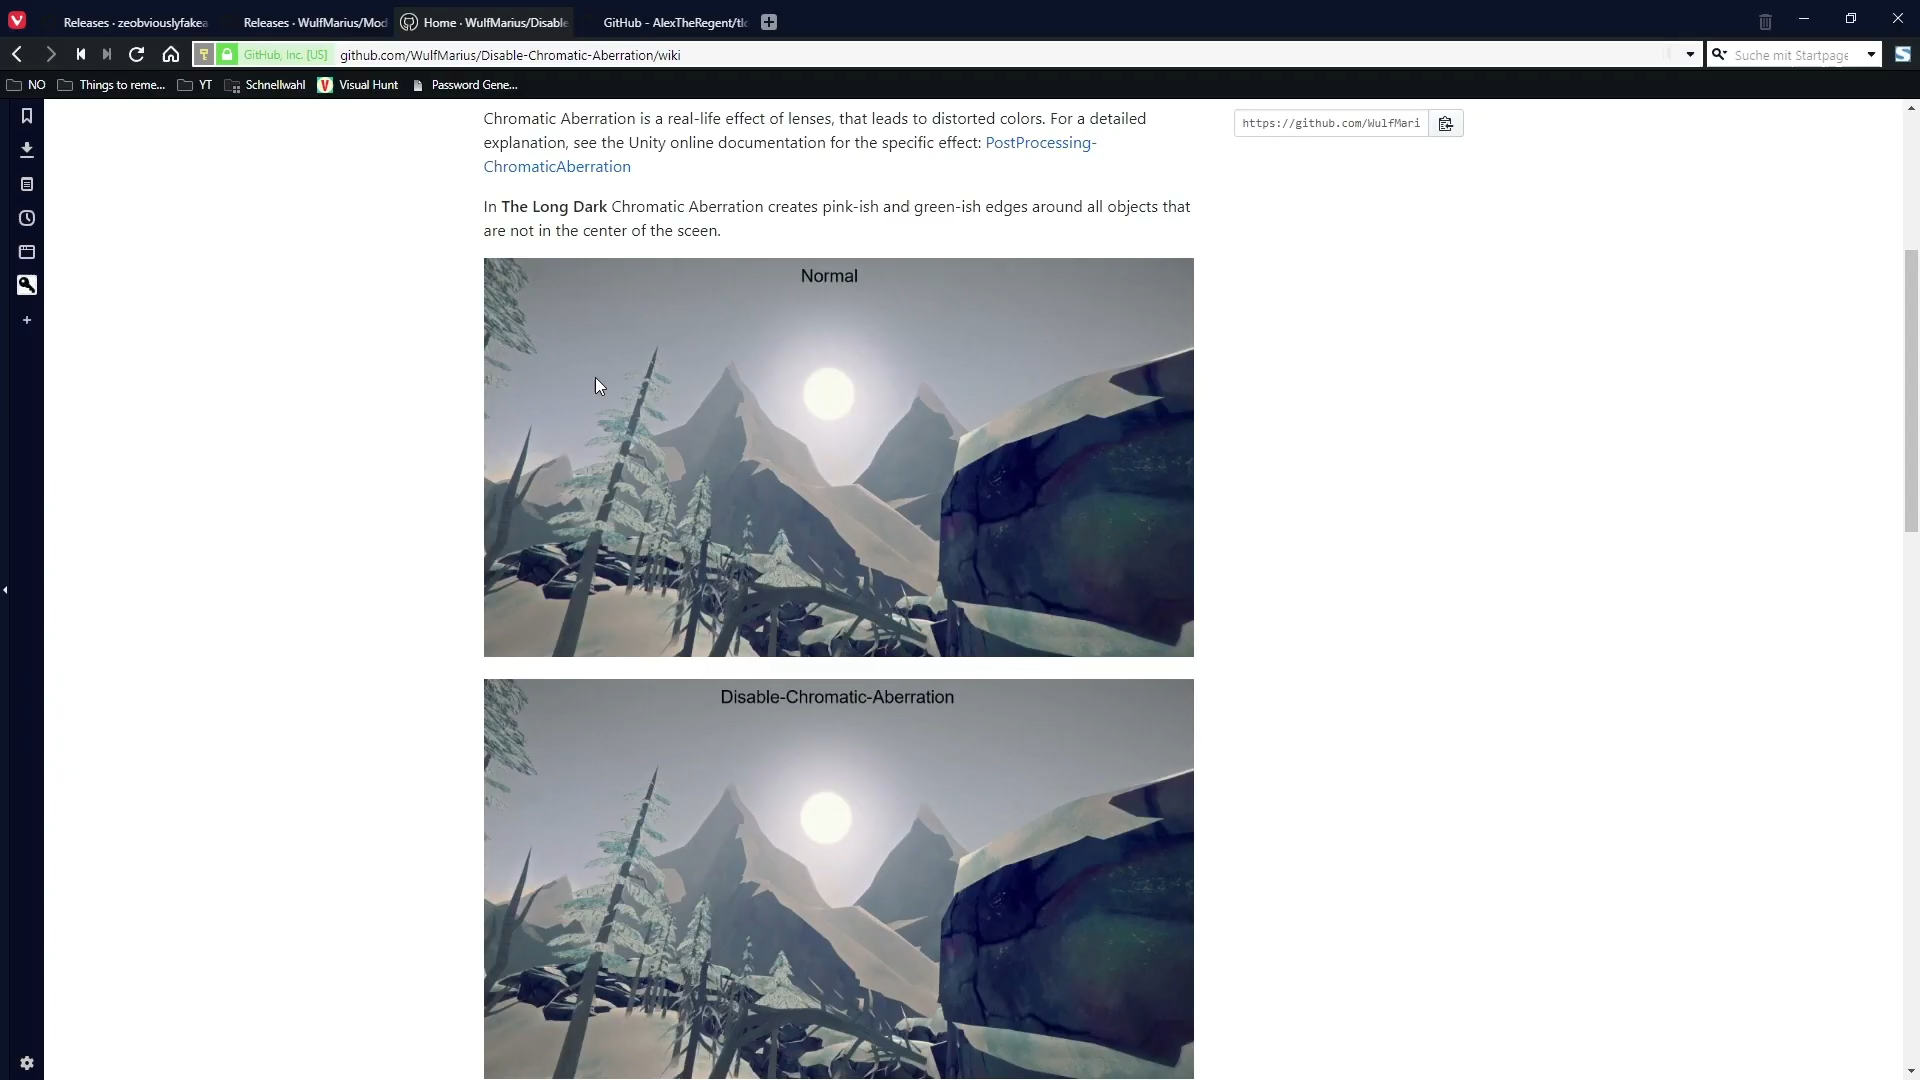 Releases · zeobviouslyfakea
Releases · WulfMarius/Mod
Home · WulfMarius/Disable
GitHub - AlexTheRegent/tlc
GitHub, Inc. [US]
github.com/WulfMarius/Disable-Chromatic-Aberration/wiki
Suche mit Startpage
NO
Things to reme...
YT
Schnellwahl
Visual Hunt
Password Gene...
Chromatic Aberration is a real-life effect of lenses, that leads to distorted colors. For a detailed
explanation, see the Unity online documentation for the specific effect: PostProcessing-
ChromaticAberration
https://github.com/WulfMari
In The Long Dark Chromatic Aberration creates pink-ish and green-ish edges around all objects that
are not in the center of the sceen.
Normal
Disable-Chromatic-Aberration